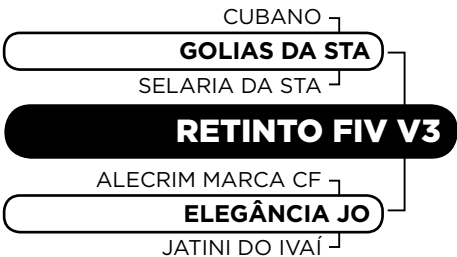 CUBANO
GOLIAS DA STA
SELARIA DA STA
RETINTO FIV V3
ALECRIM MARCA CF
ELEGÂNCIA JO
JATINI DO IVAÍ